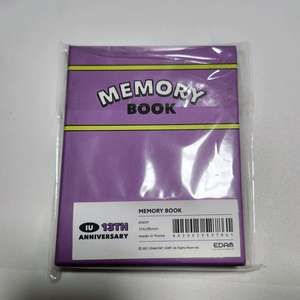 MEMORY
BOOK
MEMORY BOOK
IU 13TH
ANNIVERSARY
Made in Korea
EDAM